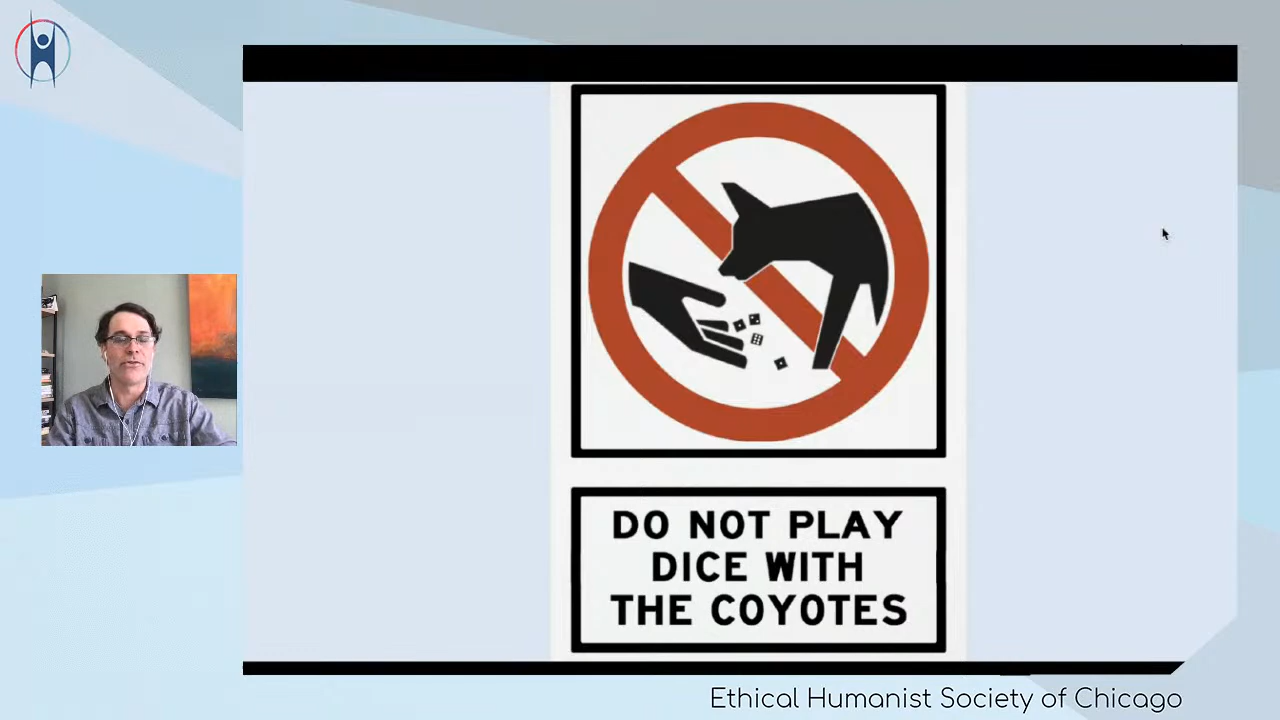 DO NOT PLAY
DICE WITH
THE COYOTES
Ethical Humanist Society of Chicago